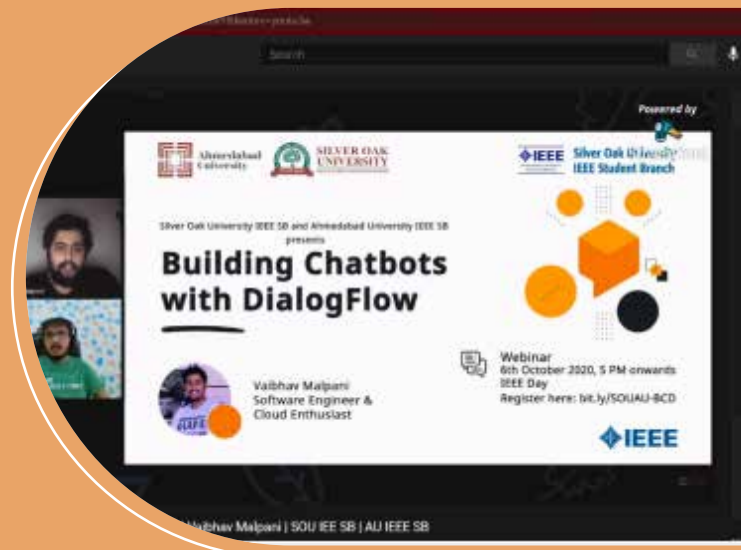 Search
Powered by
Ahmedabad
University
SILVER OAK
UNIVERSITY
IEEE
Silver Oak University
IEEE Student Branch
Silver Oak University IEEE SB and Ahmedabad University IEEE SB
presents
Building Chatbots
with DialogFlow
Vaibhav Malpani
Software Engineer &
Cloud Enthusiast
Webinar
6th October 2020, 5 PM onwards
IEEE Day
Register here: bit.ly/SOUAU-BCD
IEEE
Vaibhav Malpani | SOU IEE SB | AU IEEE SB